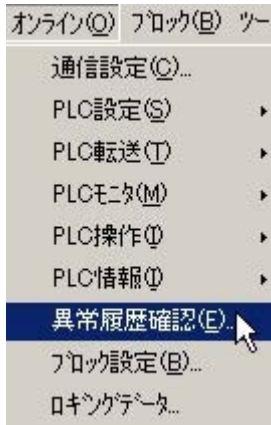 オンライン(O) ブロック(B) ツー
通信設定(C)...
PLC設定(S)
PLC転送(T)
PLCモニタ(M)
PLC操作(I)
PLC情報(I)
異常履歴確認(E)...
ブロック設定(B)...
ロギングデータ...